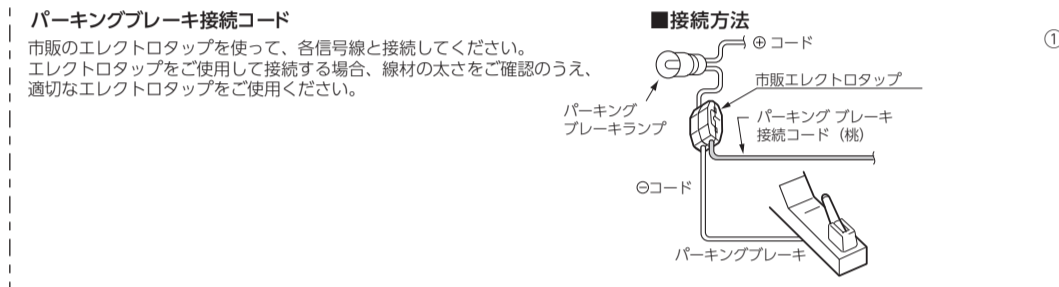 パーキングブレーキ接続コード
市販のエレクトロタップを使って、各信号線と接続してください。
エレクトロタップをご使用して接続する場合、線材の太さをご確認のうえ、
適切なエレクトロタップをご使用ください。
■接続方法
⊕ コード
市販エレクトロタップ
パーキング
ブレーキランプ
パーキング ブレーキ
接続コード（桃）
⊖コード
パーキングブレーキ
①